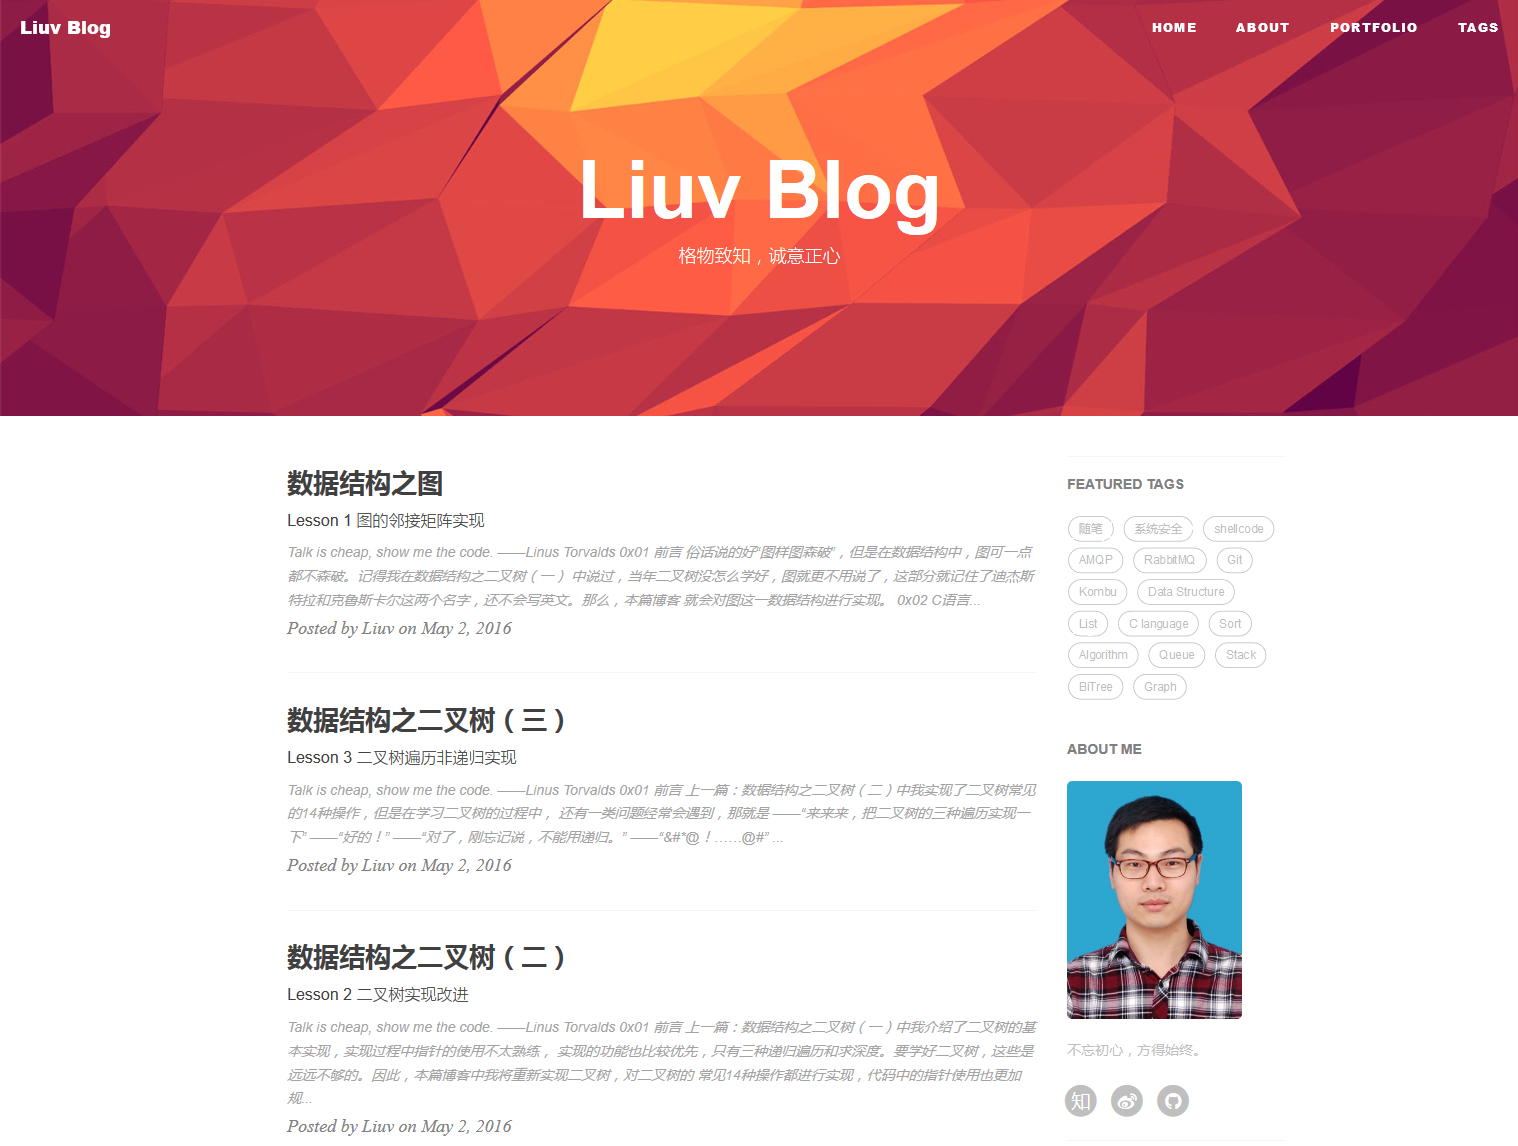 Liuv Blog
HOME ABOUT PORTFOLIO TAGS
Liuv Blog
格物致知，诚意正心
数据结构之图
Lesson 1 图的邻接矩阵实现
Talk is cheap, show me the code. ——Linus Torvalds 0x01 前言 俗话说的好“图样图森破”，但是在数据结构中，图可一点
都不森破。记得我在数据结构之二叉树（一） 中说过，当年二叉树没怎么学好，图就更不用说了，这部分就记住了迪杰斯
特拉和克鲁斯卡尔这两个名字，还不会写英文。那么，本篇博客 就会对图这一数据结构进行实现。 0x02 C语言...
Posted by Liuv on May 2, 2016
数据结构之二叉树（三）
Lesson 3 二叉树遍历非递归实现
Talk is cheap, show me the code. ——Linus Torvalds 0x01 前言 上一篇：数据结构之二叉树（二）中我实现了二叉树常见
的14种操作，但是在学习二叉树的过程中， 还有一类问题经常会遇到，那就是 ——“来来来，把二叉树的三种遍历实现一
下” ——“好的！” ——“对了，刚忘记说，不能用递归。” ——“&#*@！……@#” ...
Posted by Liuv on May 2, 2016
数据结构之二叉树（二）
Lesson 2 二叉树实现改进
Talk is cheap, show me the code. ——Linus Torvalds 0x01 前言 上一篇：数据结构之二叉树（一）中我介绍了二叉树的基
本实现，实现过程中指针的使用不太熟练， 实现的功能也比较优先，只有三种递归遍历和求深度。要学好二叉树，这些是
远远不够的。因此，本篇博客中我将重新实现二叉树，对二叉树的 常见14种操作都进行实现，代码中的指针使用也更加
规...
Posted by Liuv on May 2, 2016
FEATURED TAGS
随笔 系统安全 shellcode
AMQP RabbitMQ Git
Kombu Data Structure
List C language Sort
Algorithm Queue Stack
BiTree Graph
ABOUT ME
不忘初心，方得始终。
知